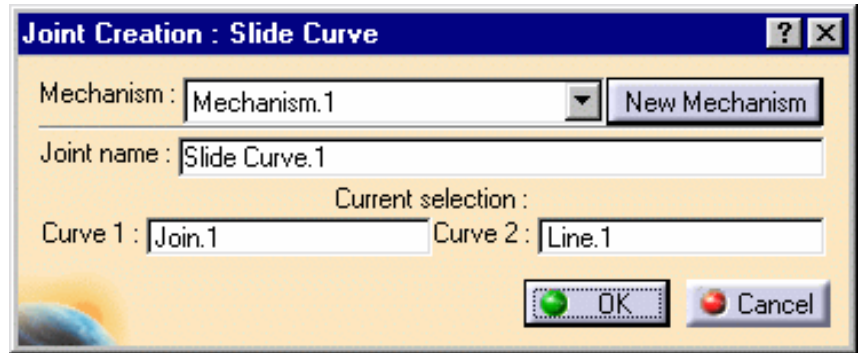 Joint Creation : Slide Curve
Mechanism : Mechanism.1 New Mechanism
Joint name : Slide Curve.1
Current selection :
Curve 1 : Join.1 Curve 2 : Line.1
OK Cancel